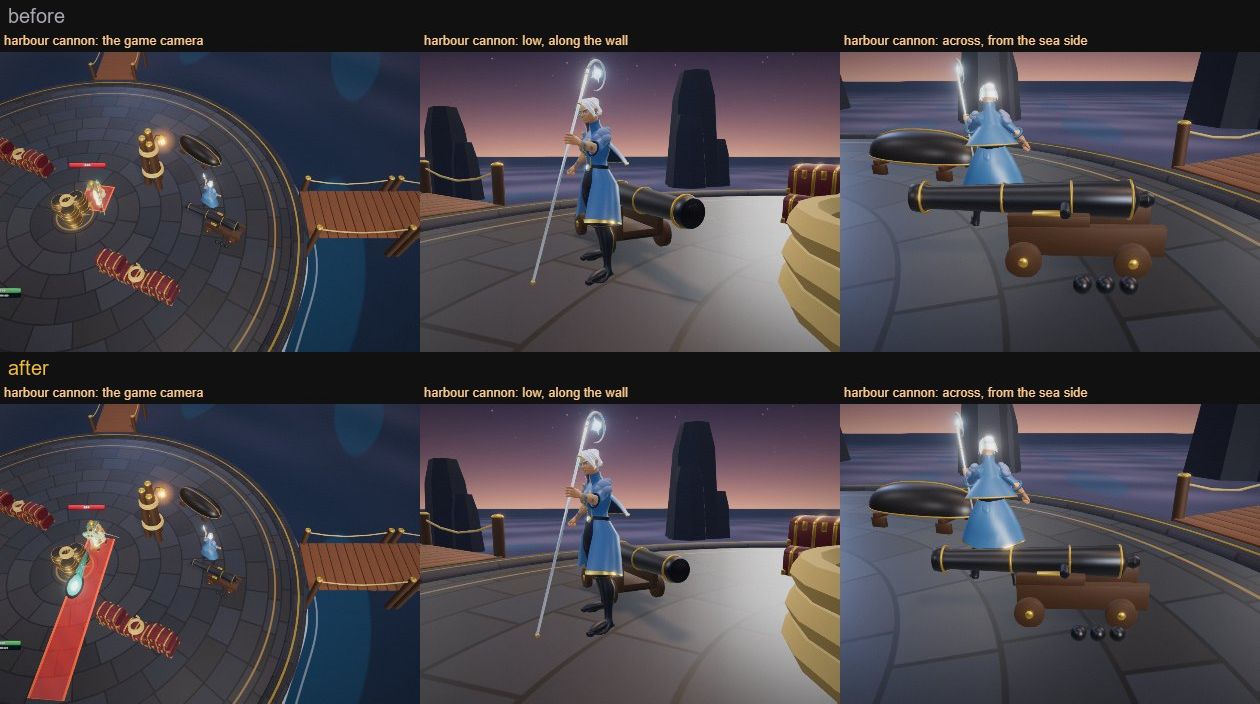 before
harbour cannon: the game camera
harbour cannon: low, along the wall
harbour cannon: across, from the sea side
after
harbour cannon: the game camera
harbour cannon: low, along the wall
harbour cannon: across, from the sea side